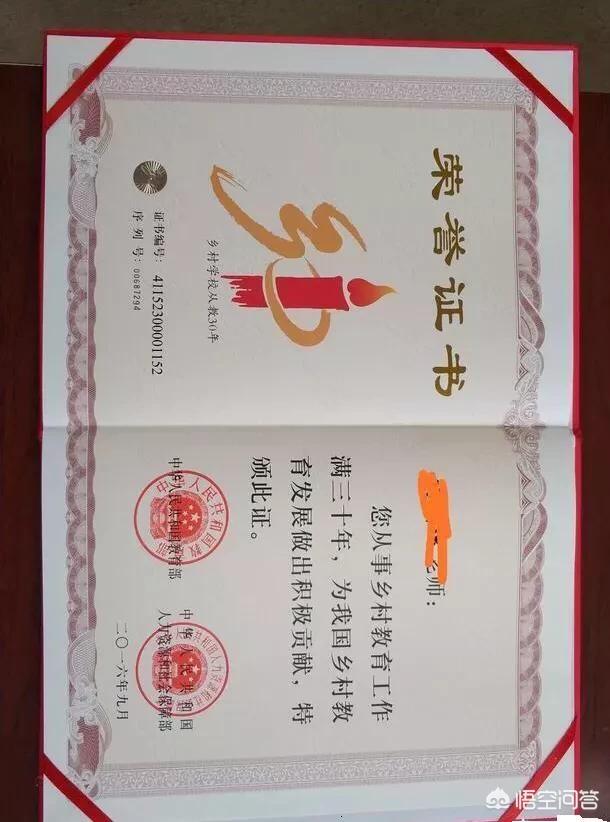 荣誉证书
乡村学校从教30年
证书编号：411523000001152
序列号：00687294
老师：
您从事乡村教育工作
满三十年，为我国乡村教
育发展做出积极贡献，特
颁此证。
中华人民共和国教育部
中华人民共和国
人力资源和社会保障部
二〇一六年九月
悟空问答